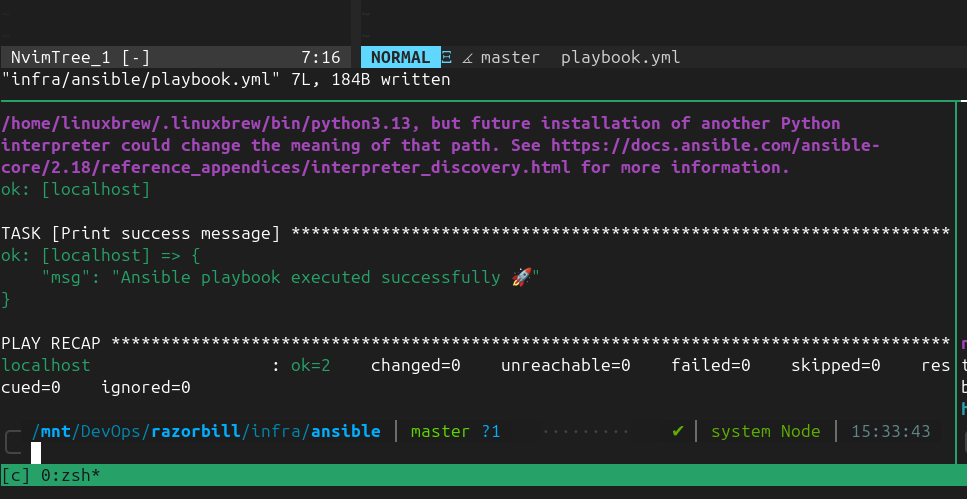 NvimTree_1 [-] 7:16 NORMAL master playbook.yml
"infra/ansible/playbook.yml" 7L, 184B written
/home/linuxbrew/.linuxbrew/bin/python3.13, but future installation of another Python
interpreter could change the meaning of that path. See https://docs.ansible.com/ansible-
core/2.18/reference_appendices/interpreter_discovery.html for more information.
ok: [localhost]
TASK [Print success message] ******************************************************************
ok: [localhost] => {
"msg": "Ansible playbook executed successfully 🚀"
}
PLAY RECAP ************************************************************************************
localhost : ok=2 changed=0 unreachable=0 failed=0 skipped=0 res
cued=0 ignored=0
/mnt/DevOps/razorbill/infra/ansible | master ?1 ········· ✔ | system Node | 15:33:43
[c] 0:zsh*